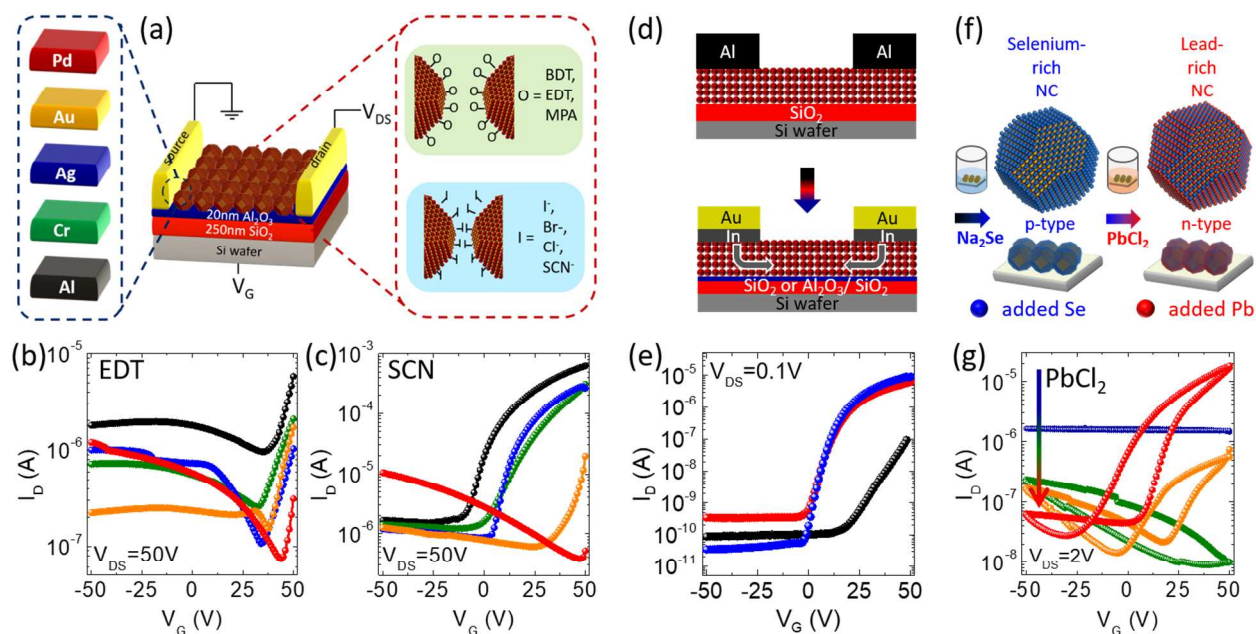 (a)
Pd
Au
Ag
Cr
Al
source
drain
V_DS
20nm Al₂O₃
250nm SiO₂
Si wafer
V_G
O = BDT,
EDT,
MPA
I = I⁻,
Br-,
Cl⁻,
SCN⁻
(d)
Al Al
SiO₂
Si wafer
Au Au
In In
SiO₂ or Al₂O₃/ SiO₂
Si wafer
(f)
Selenium-
rich
NC
Lead-
rich
NC
p-type
n-type
Na₂Se
PbCl₂
added Se
added Pb
(b)
EDT
10⁻⁵
10⁻⁶
10⁻⁷
I_D (A)
V_DS=50V
-50 -25 0 25 50
V_G (V)
(c)
SCN
10⁻³
10⁻⁴
10⁻⁵
10⁻⁶
I_D (A)
V_DS=50V
-50 -25 0 25 50
V_G (V)
(e)
V_DS=0.1V
10⁻⁵
10⁻⁶
10⁻⁷
10⁻⁸
10⁻⁹
10⁻¹⁰
10⁻¹¹
I_D (A)
-50 -25 0 25 50
V_G (V)
(g)
PbCl₂
10⁻⁵
10⁻⁶
10⁻⁷
10⁻⁸
I_D (A)
V_DS=2V
-50 -25 0 25 50
V_G (V)